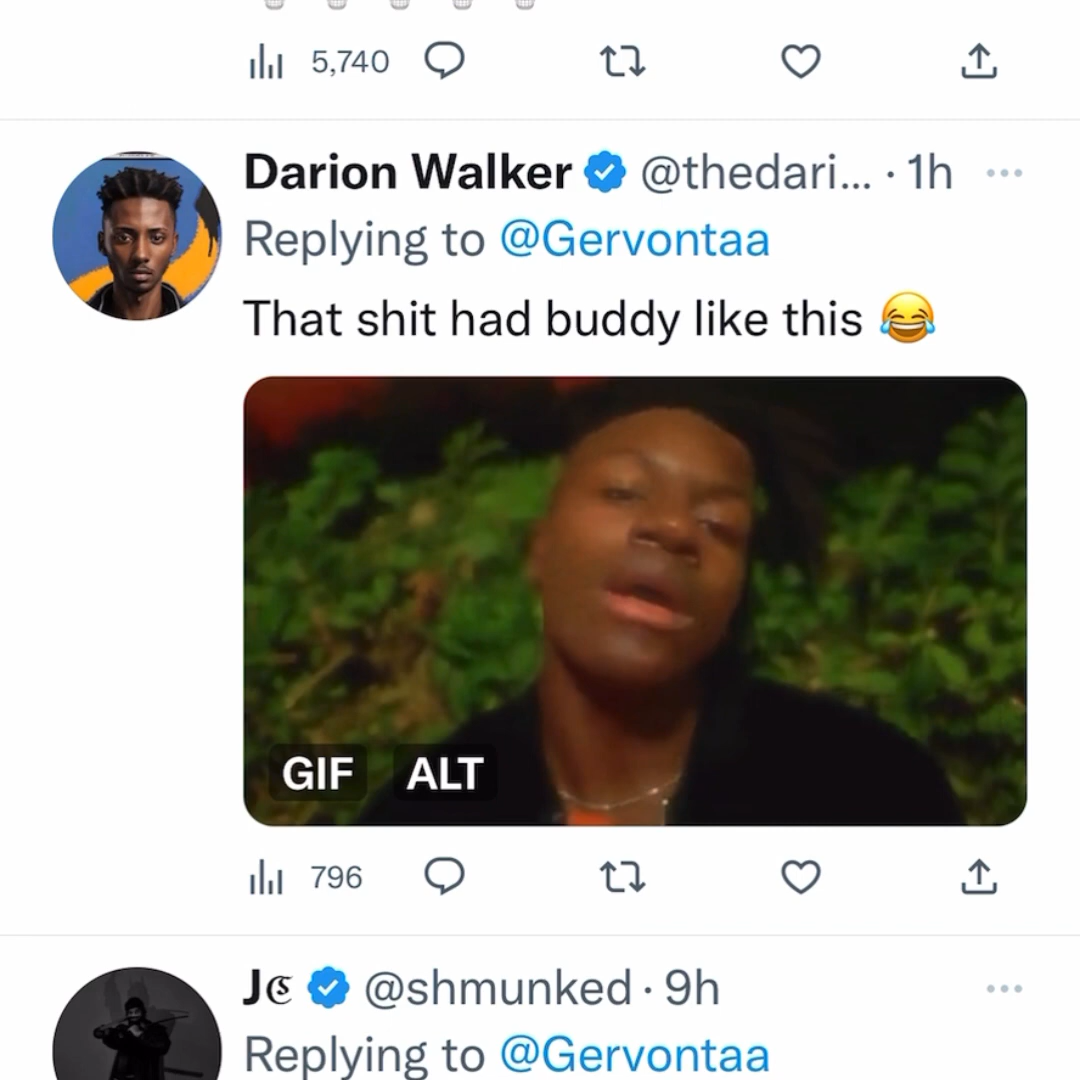 5,740
Darion Walker @thedari... · 1h
Replying to @Gervontaa
That shit had buddy like this 😂
GIF ALT
796
J𝕮 @shmunked · 9h
Replying to @Gervontaa